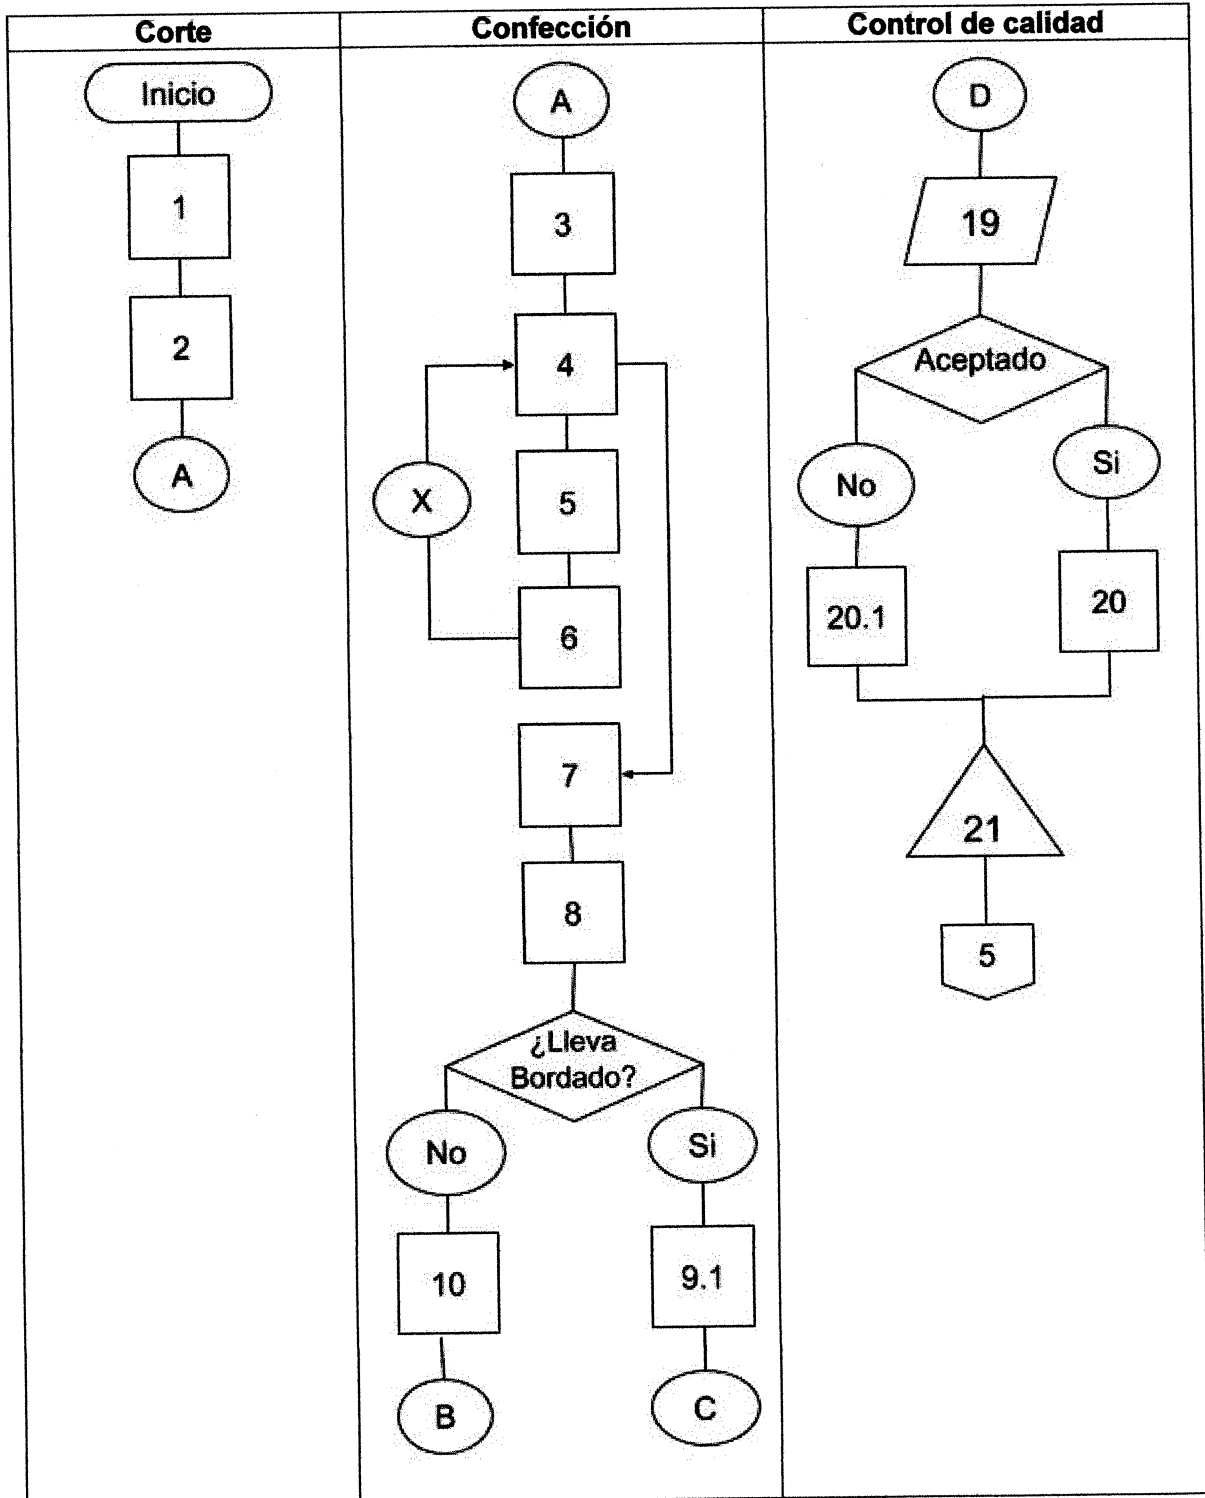 Corte
Confección
Control de calidad
Inicio
1
2
A
A
3
4
X
5
6
7
8
¿Lleva
Bordado?
No
Si
10
9.1
B
C
D
19
Aceptado
No
Si
20.1
20
21
5